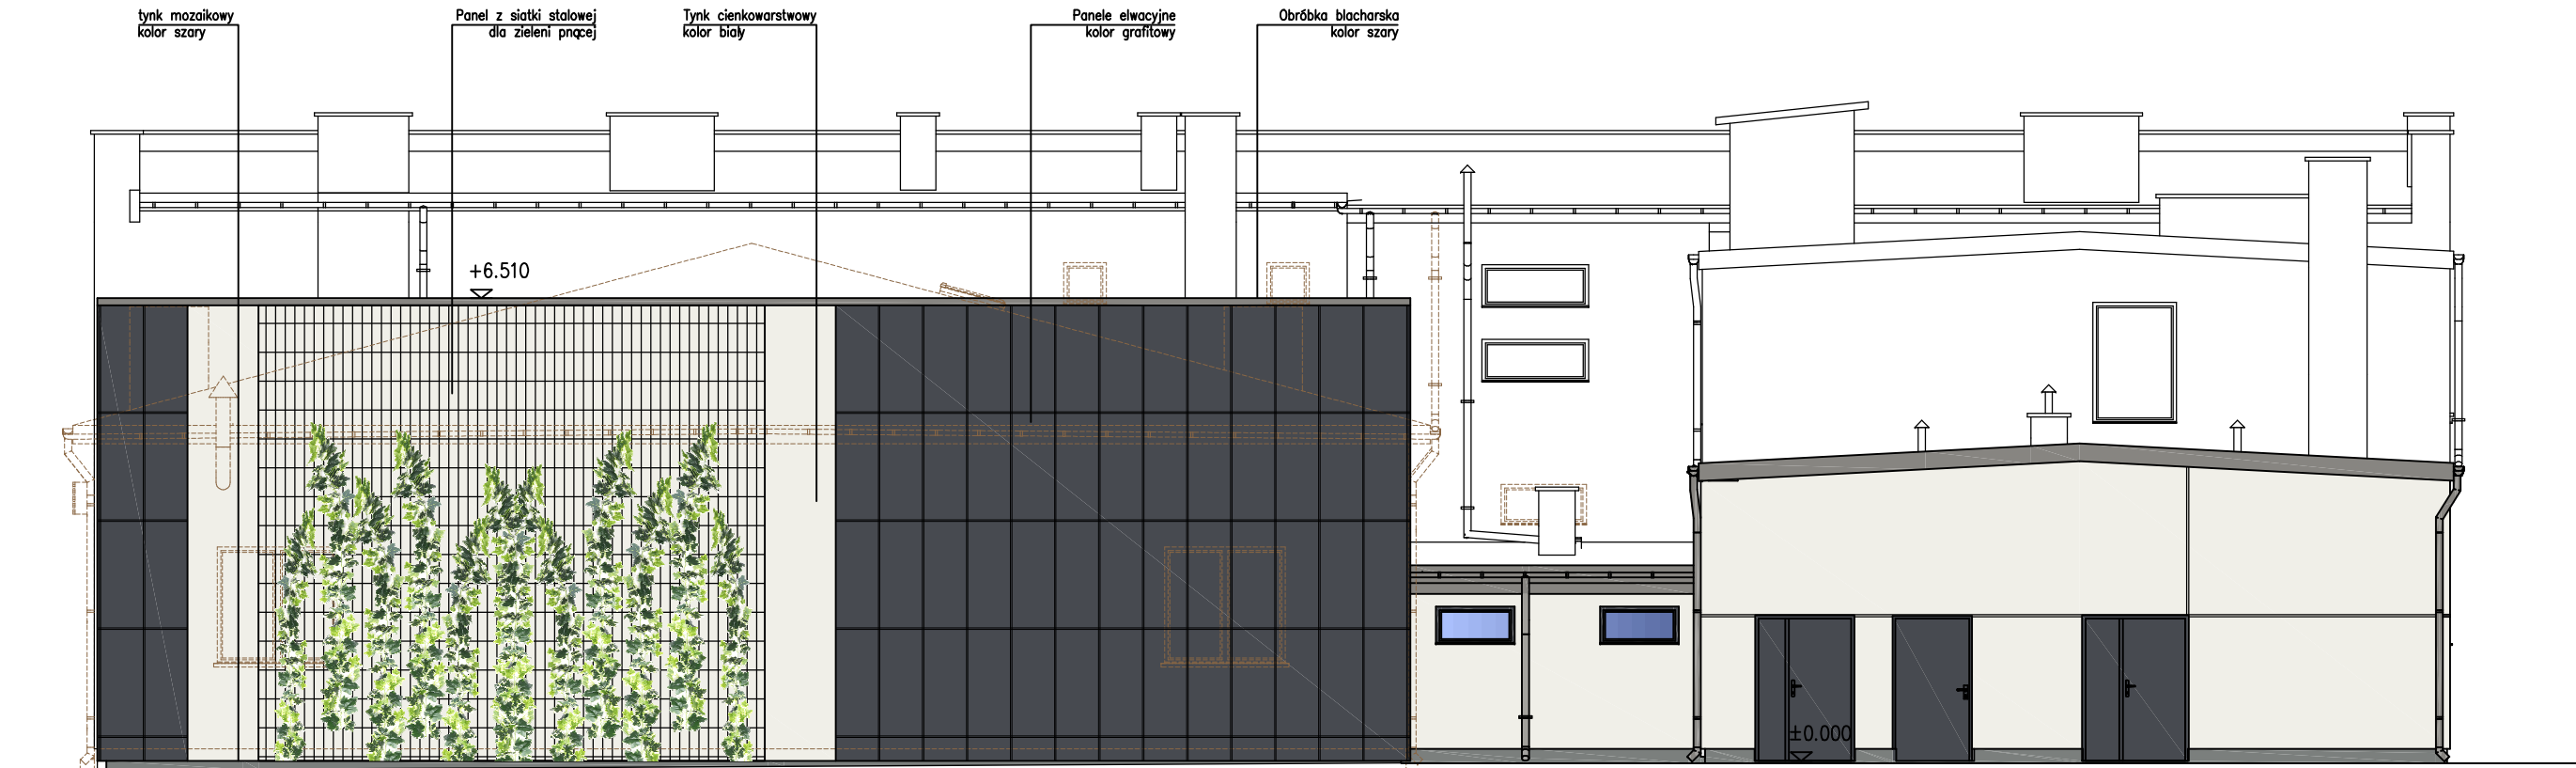 tynk mozaikowy
kolor szary
Panel z siatki stalowej
dla zieleni pnącej
Tynk cienkowarstwowy
kolor biały
Panele elwacyjne
kolor grafitowy
Obróbka blacharska
kolor szary
+6.510
±0.000